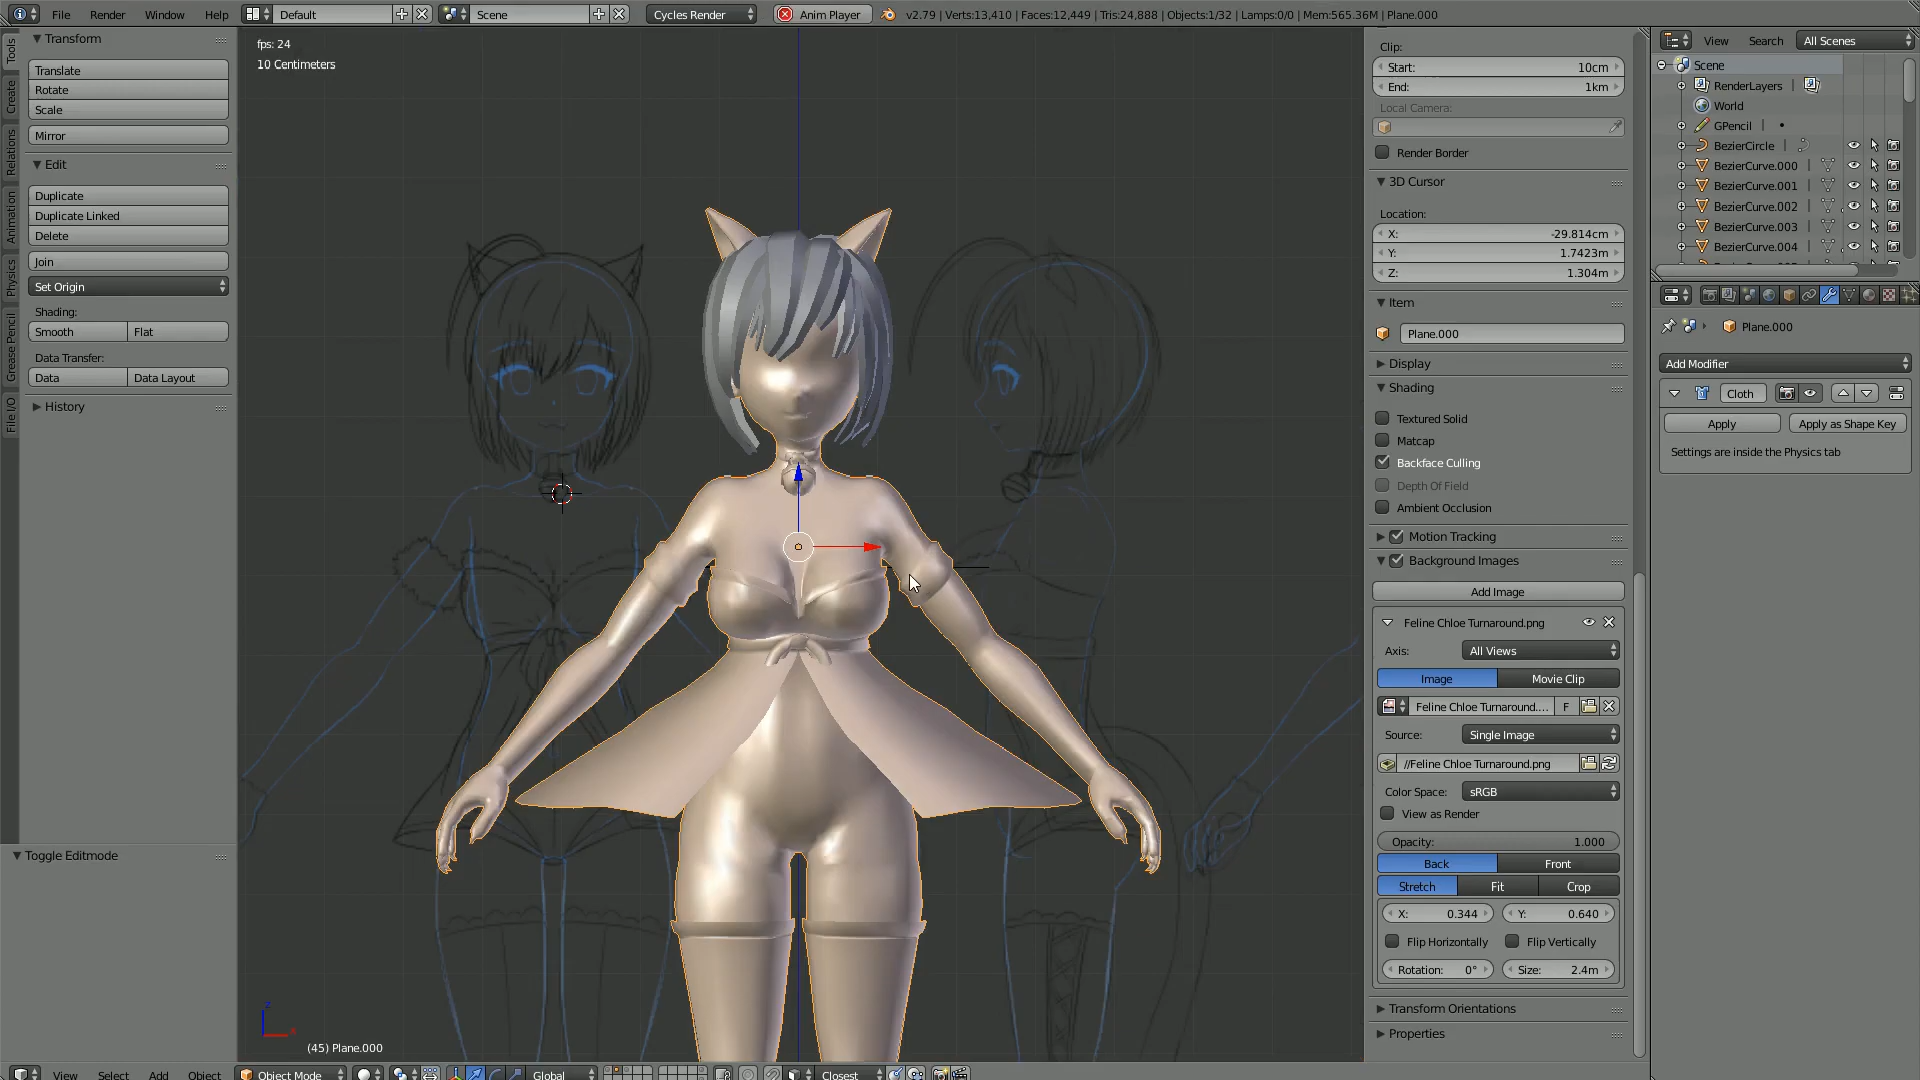 File Render Window Help Default Scene Cycles Render Anim Player v2.79 | Verts:13,410 | Faces:12,449 | Tris:24,888 | Objects:1/32 | Lamps:0/0 | Mem:565.36M | Plane.000
Tools
Create
Relations
Animation
Physics
Grease Pencil
File I/O
Transform
Translate
Rotate
Scale
Mirror
Edit
Duplicate
Duplicate Linked
Delete
Join
Set Origin
Shading:
Smooth Flat
Data Transfer:
Data Data Layout
History
Toggle Editmode
fps: 24
10 Centimeters
z
x
(45) Plane.000
View Select Add Object Object Mode Global Closest
Clip:
Start: 10cm
End: 1km
Local Camera:
Render Border
3D Cursor
Location:
X: -29.814cm
Y: 1.7423m
Z: 1.304m
Item
Plane.000
Display
Shading
Textured Solid
Matcap
Backface Culling
Depth Of Field
Ambient Occlusion
Motion Tracking
Background Images
Add Image
Feline Chloe Turnaround.png
Axis: All Views
Image Movie Clip
Feline Chloe Turnaround.... F
Source: Single Image
//Feline Chloe Turnaround.png
Color Space: sRGB
View as Render
Opacity: 1.000
Back Front
Stretch Fit Crop
X: 0.344 Y: 0.640
Flip Horizontally Flip Vertically
Rotation: 0° Size: 2.4m
Transform Orientations
Properties
View Search All Scenes
Scene
RenderLayers
World
GPencil
BezierCircle
BezierCurve.000
BezierCurve.001
BezierCurve.002
BezierCurve.003
BezierCurve.004
Plane.000
Add Modifier
Cloth
Apply Apply as Shape Key
Settings are inside the Physics tab